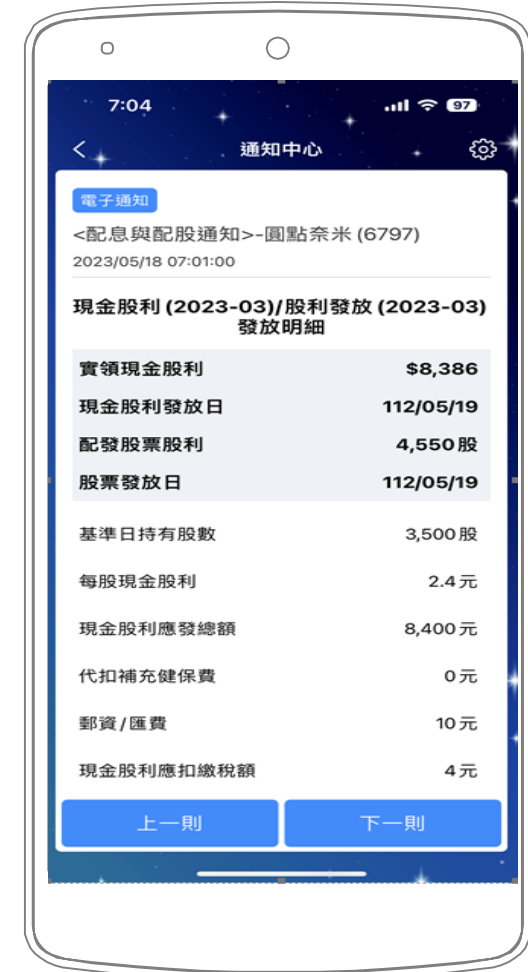 7:04 97
通知中心
電子通知
<配息與配股通知>-圓點奈米 (6797)
2023/05/18 07:01:00
現金股利 (2023-03)/股利發放 (2023-03)
發放明細
實領現金股利 $8,386
現金股利發放日 112/05/19
配發股票股利 4,550股
股票發放日 112/05/19
基準日持有股數 3,500股
每股現金股利 2.4元
現金股利應發總額 8,400元
代扣補充健保費 0元
郵資/匯費 10元
現金股利應扣繳稅額 4元
上一則 下一則